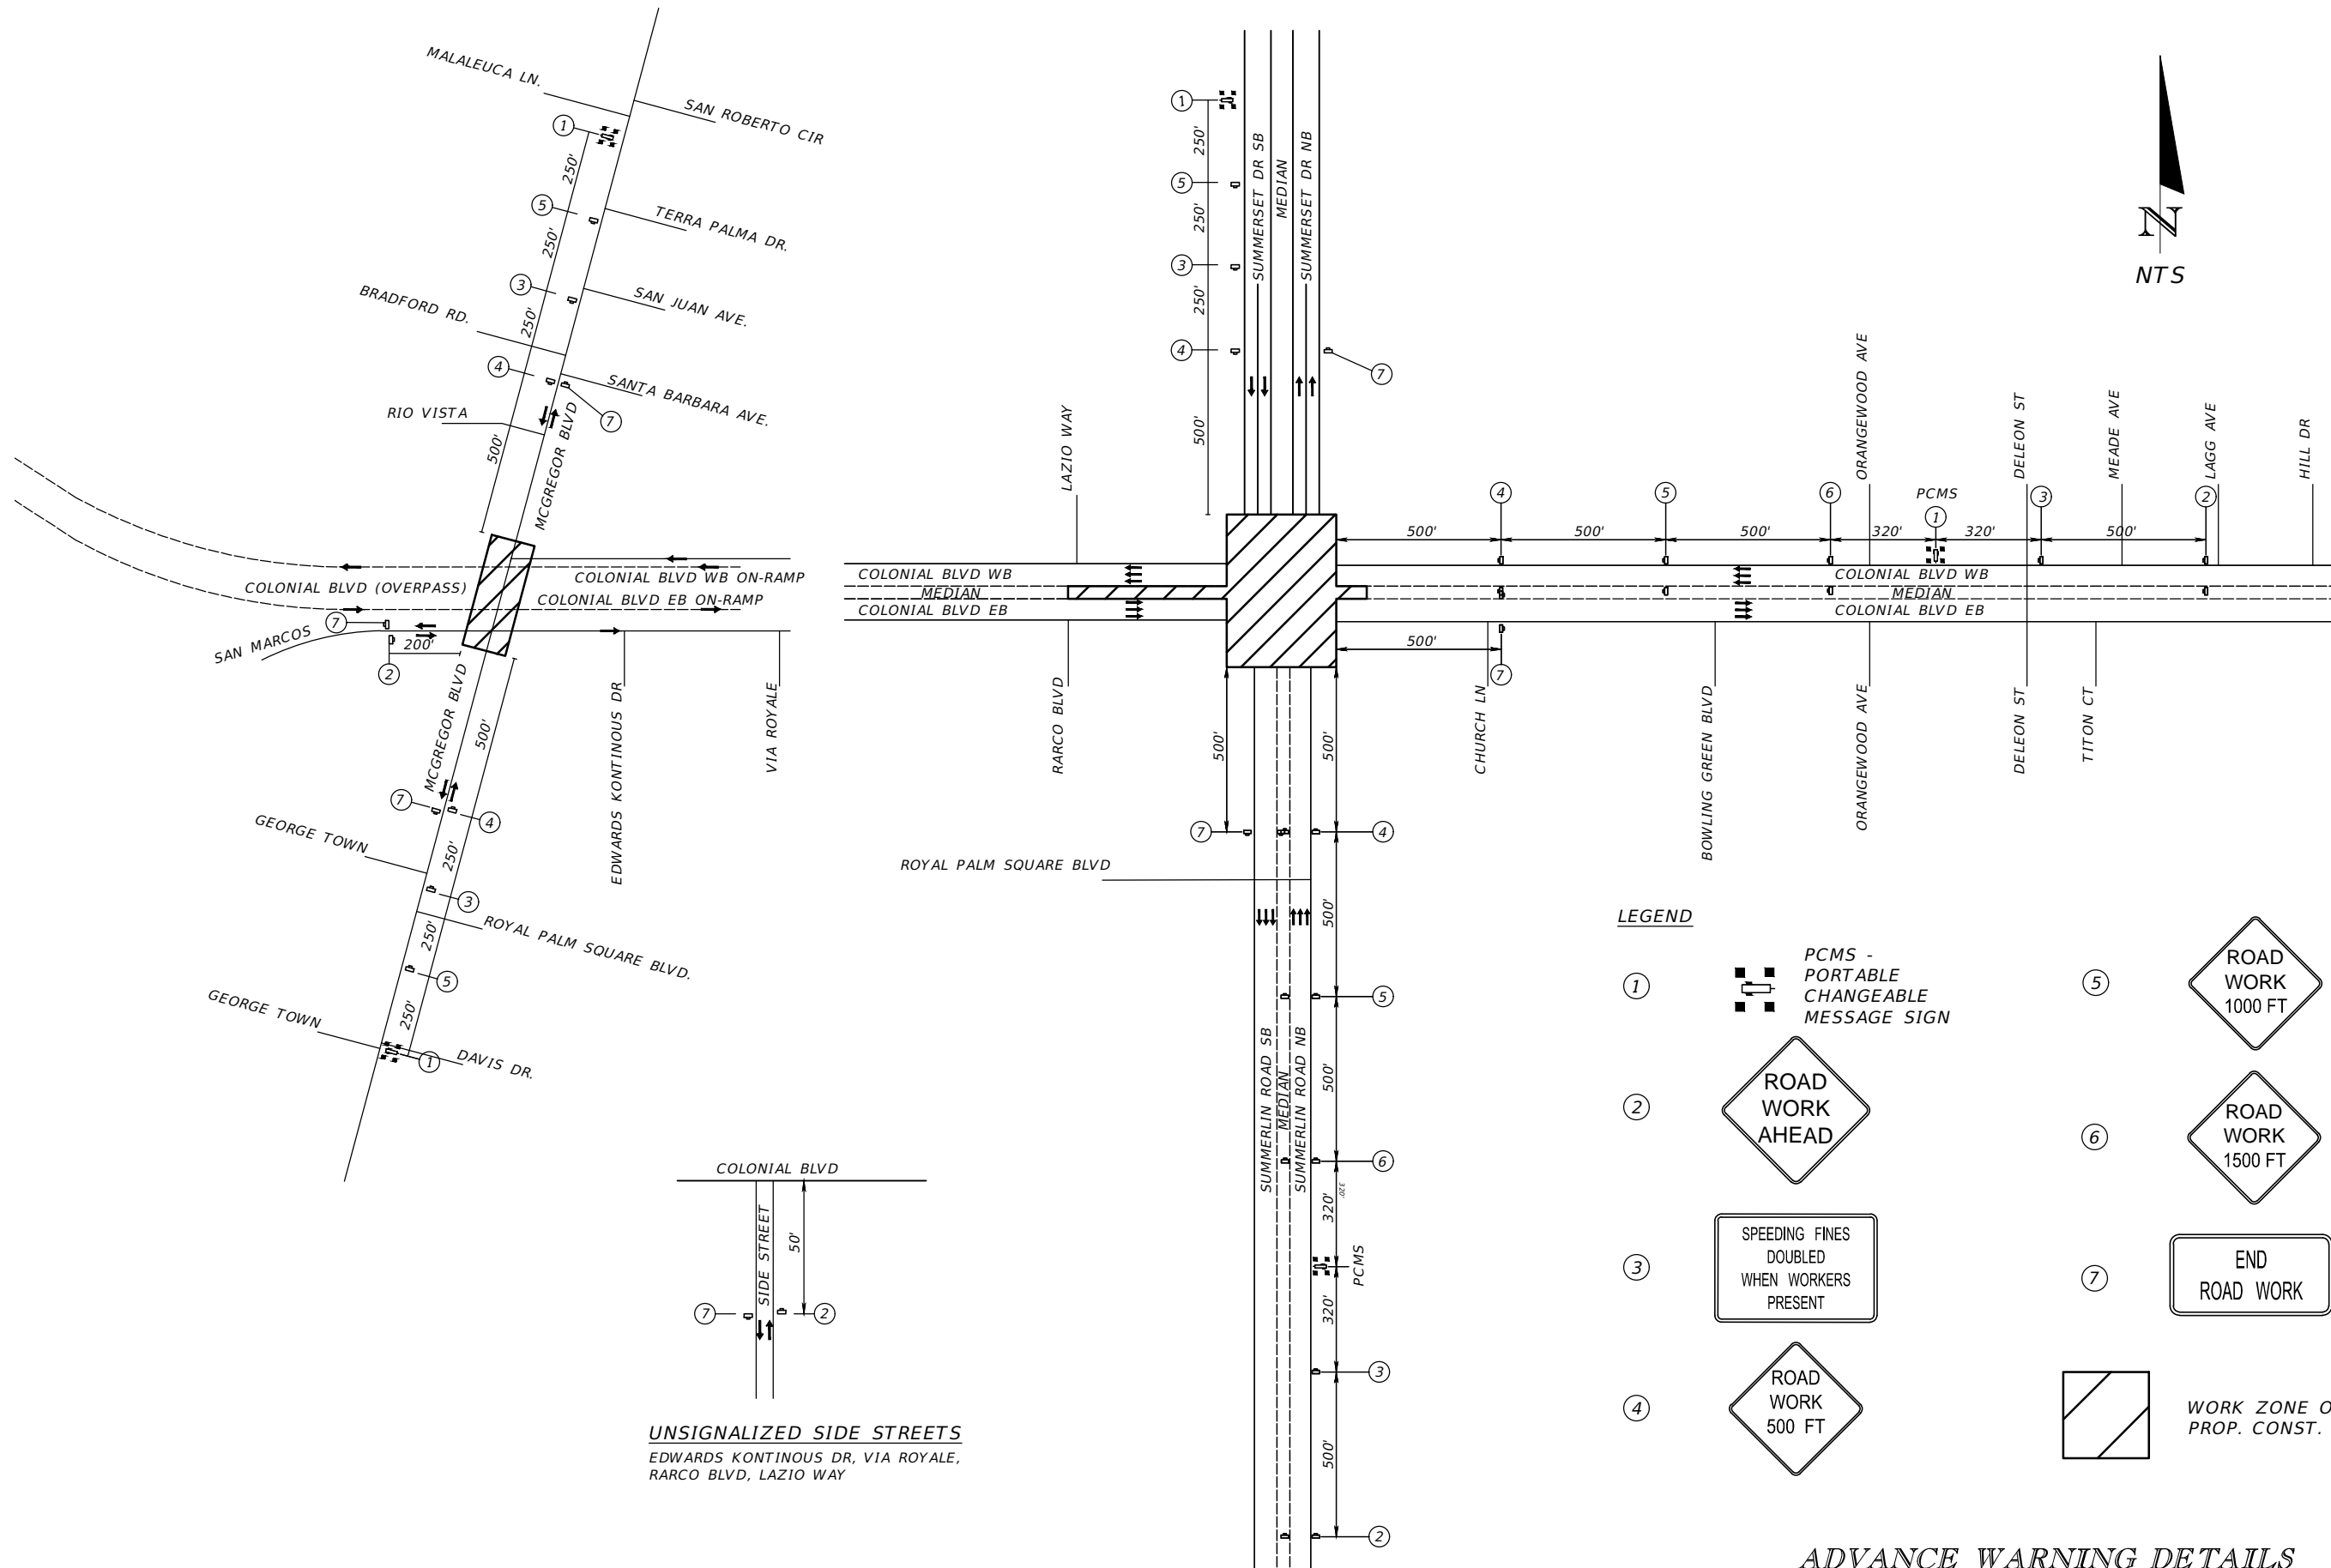 MALALEUCA LN.
SAN ROBERTO CIR
1
250'
5
TERRA PALMA DR.
250'
3
SAN JUAN AVE.
BRADFORD RD.
250'
4
SANTA BARBARA AVE.
7
RIO VISTA
500'
MCGREGOR BLVD
COLONIAL BLVD WB ON-RAMP
COLONIAL BLVD (OVERPASS)
COLONIAL BLVD EB ON-RAMP
7
SAN MARCOS
200'
2
MCGREGOR BLVD
500'
EDWARDS KONTINOUS DR
VIA ROYALE
7
4
GEORGE TOWN
250'
3
ROYAL PALM SQUARE BLVD.
250'
5
GEORGE TOWN
250'
1
DAVIS DR.
1
250'
5
250'
3
250'
4
7
500'
SUMMERSET DR SB
MEDIAN
SUMMERSET DR NB
N
NTS
LAZIO WAY
COLONIAL BLVD WB
MEDIAN
COLONIAL BLVD EB
RARCO BLVD
4
5
6
PCMS
1
3
2
500'
500'
500'
320'
320'
500'
ORANGEWOOD AVE
DELEON ST
MEADE AVE
LAGG AVE
HILL DR
COLONIAL BLVD WB
MEDIAN
COLONIAL BLVD EB
500'
7
CHURCH LN
BOWLING GREEN BLVD
ORANGEWOOD AVE
DELEON ST
TITON CT
500'
500'
7
4
ROYAL PALM SQUARE BLVD
500'
5
SUMMERLIN ROAD SB
MEDIAN
SUMMERLIN ROAD NB
500'
6
320'
320'
PCMS
320'
3
500'
2
COLONIAL BLVD
SIDE STREET
50'
7
2
UNSIGNALIZED SIDE STREETS
EDWARDS KONTINOUS DR, VIA ROYALE,
RARCO BLVD, LAZIO WAY
LEGEND
1
PCMS -
PORTABLE
CHANGEABLE
MESSAGE SIGN
2
ROAD
WORK
AHEAD
3
SPEEDING FINES
DOUBLED
WHEN WORKERS
PRESENT
4
ROAD
WORK
500 FT
5
ROAD
WORK
1000 FT
6
ROAD
WORK
1500 FT
7
END
ROAD WORK
WORK ZONE O
PROP. CONST.
ADVANCE WARNING DETAILS